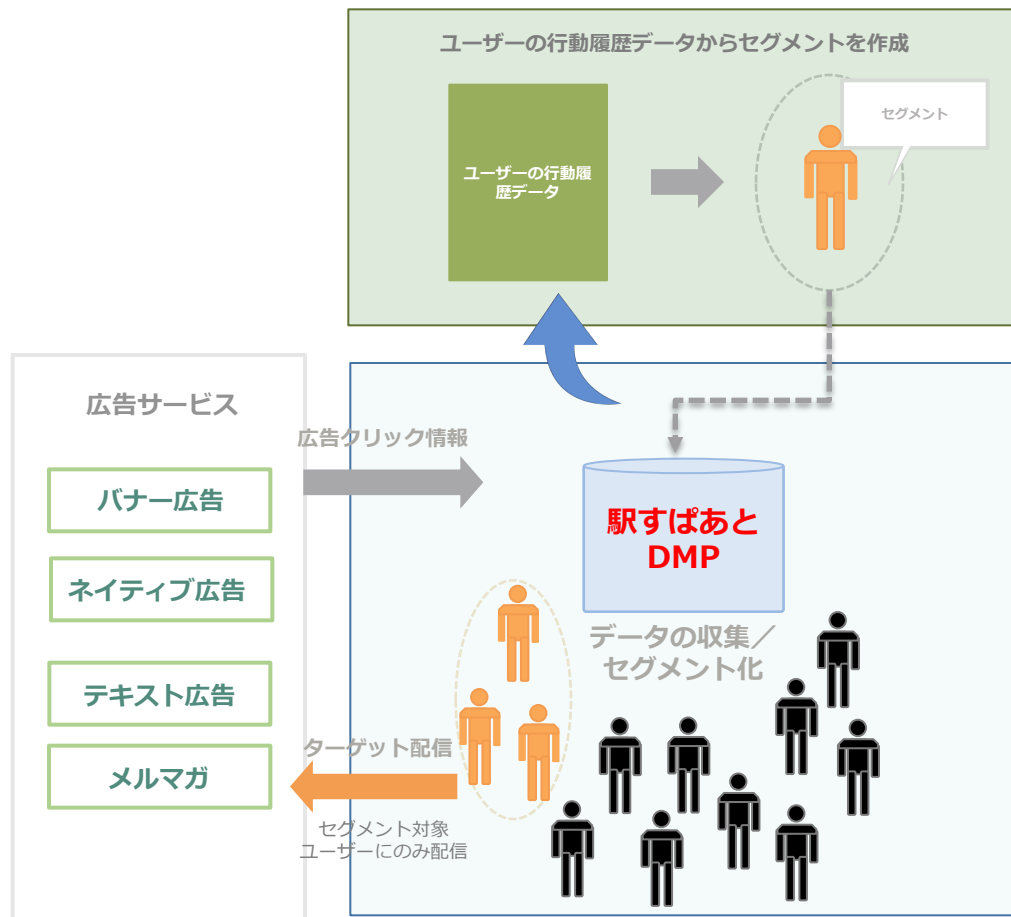 ユーザーの行動履歴データからセグメントを作成
ユーザーの行動履
歴データ
セグメント
広告サービス
バナー広告
ネイティブ広告
テキスト広告
メルマガ
広告クリック情報
駅すぱあと
DMP
データの収集／
セグメント化
ターゲット配信
セグメント対象
ユーザーにのみ配信